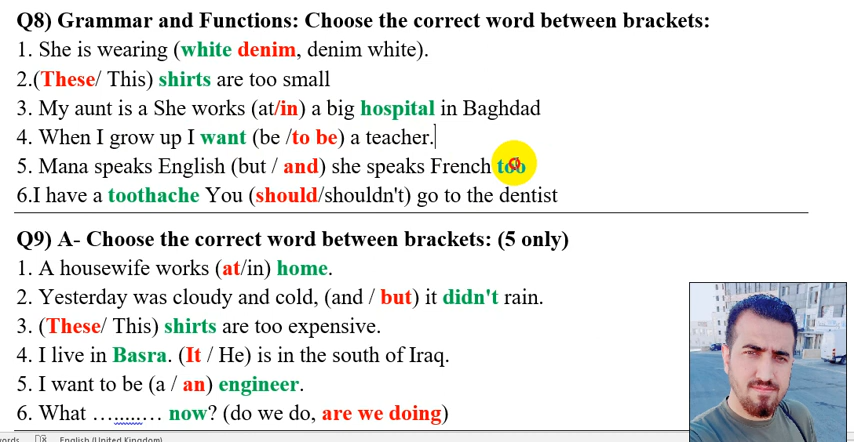 Q8) Grammar and Functions: Choose the correct word between brackets:
1. She is wearing (white denim, denim white).
2.(These/ This) shirts are too small
3. My aunt is a She works (at/in) a big hospital in Baghdad
4. When I grow up I want (be /to be) a teacher.
5. Mana speaks English (but / and) she speaks French too
6.I have a toothache You (should/shouldn't) go to the dentist
Q9) A- Choose the correct word between brackets: (5 only)
1. A housewife works (at/in) home.
2. Yesterday was cloudy and cold, (and / but) it didn't rain.
3. (These/ This) shirts are too expensive.
4. I live in Basra. (It / He) is in the south of Iraq.
5. I want to be (a / an) engineer.
6. What ............. now? (do we do, are we doing)
English (United Kingdom)